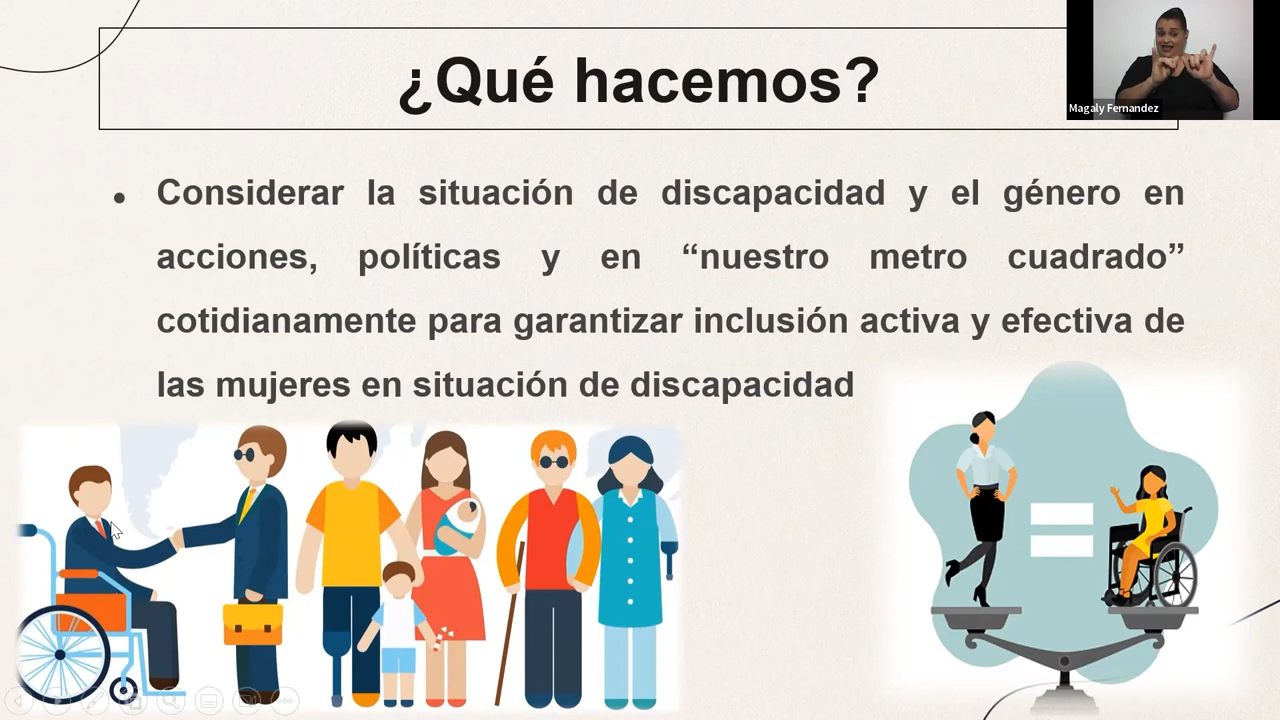 ¿Qué hacemos?
Magaly Fernandez
• Considerar la situación de discapacidad y el género en
acciones, políticas y en “nuestro metro cuadrado”
cotidianamente para garantizar inclusión activa y efectiva de
las mujeres en situación de discapacidad